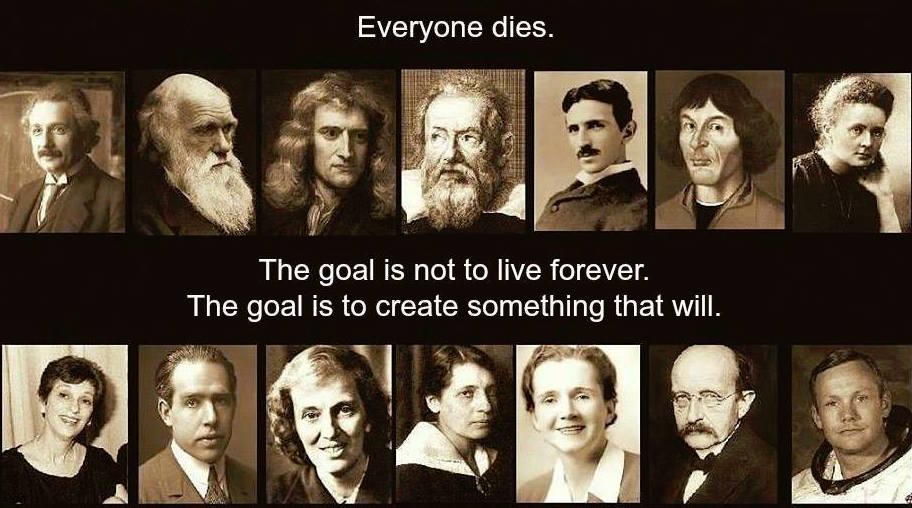 Everyone dies.
The goal is not to live forever.
The goal is to create something that will.